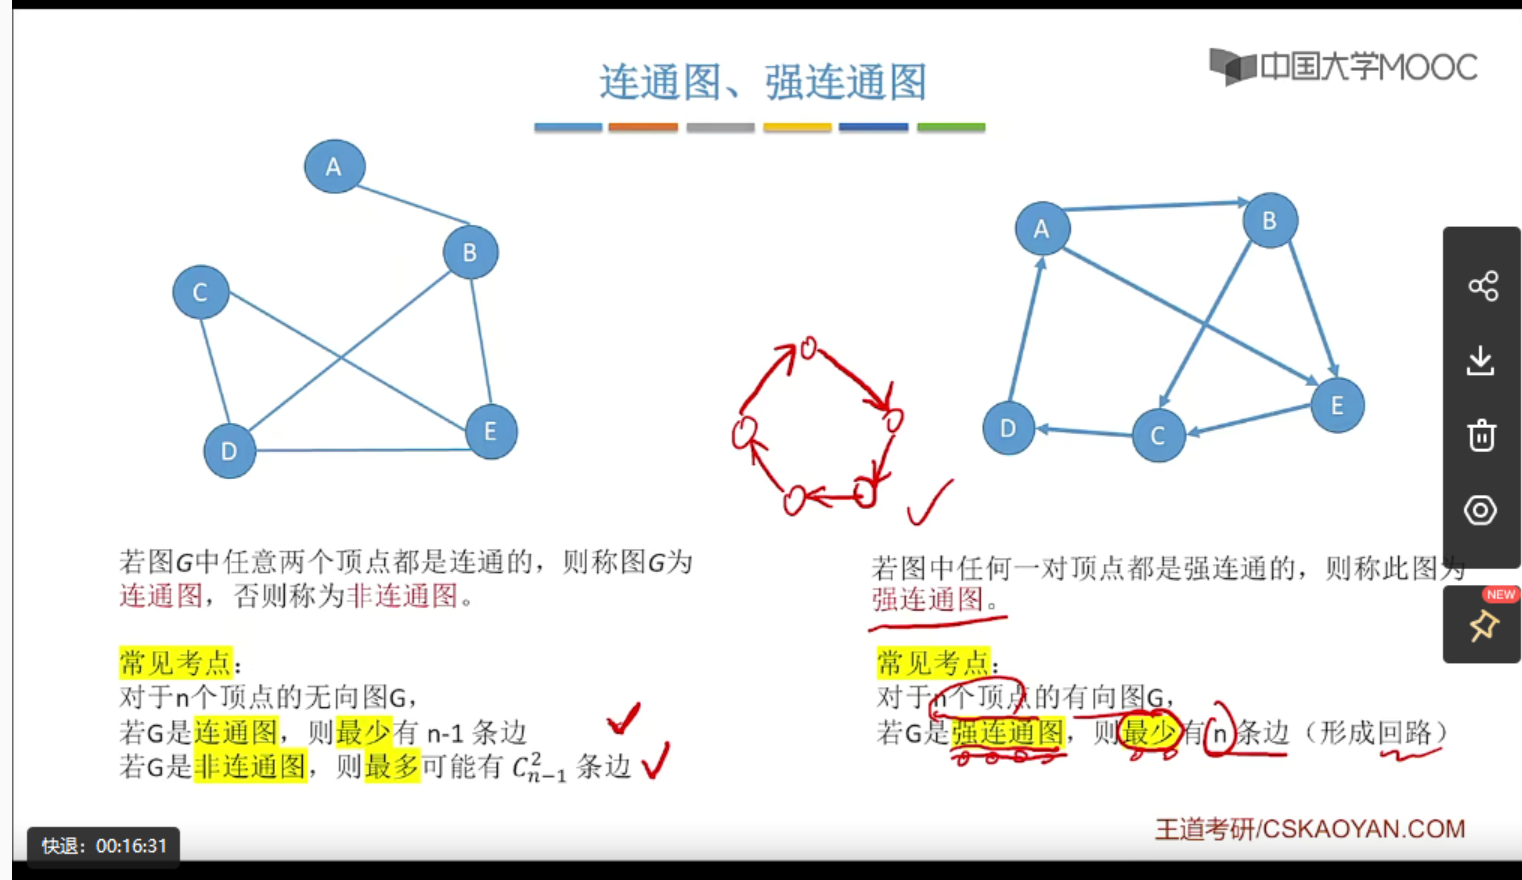 连通图、强连通图
中国大学MOOC
A
B
C
D
E
A
B
C
D
E
若图G中任意两个顶点都是连通的，则称图G为
连通图，否则称为非连通图。
常见考点：
对于n个顶点的无向图G，
若G是连通图，则最少有 n-1 条边
若G是非连通图，则最多可能有 C²ₙ₋₁ 条边
若图中任何一对顶点都是强连通的，则称此图为
强连通图。
常见考点：
对于n个顶点的有向图G，
若G是强连通图，则最少有 n 条边（形成回路）
NEW
王道考研/CSKAOYAN.COM
快退：00:16:31